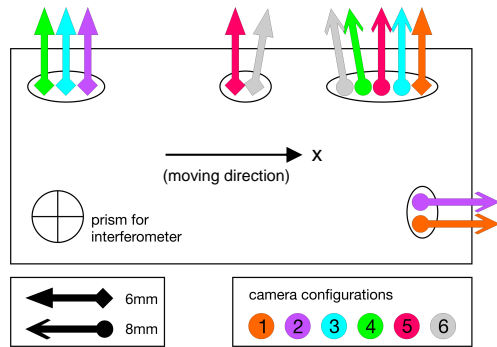 x
(moving direction)
prism for
interferometer
6mm
8mm
camera configurations
1 2 3 4 5 6